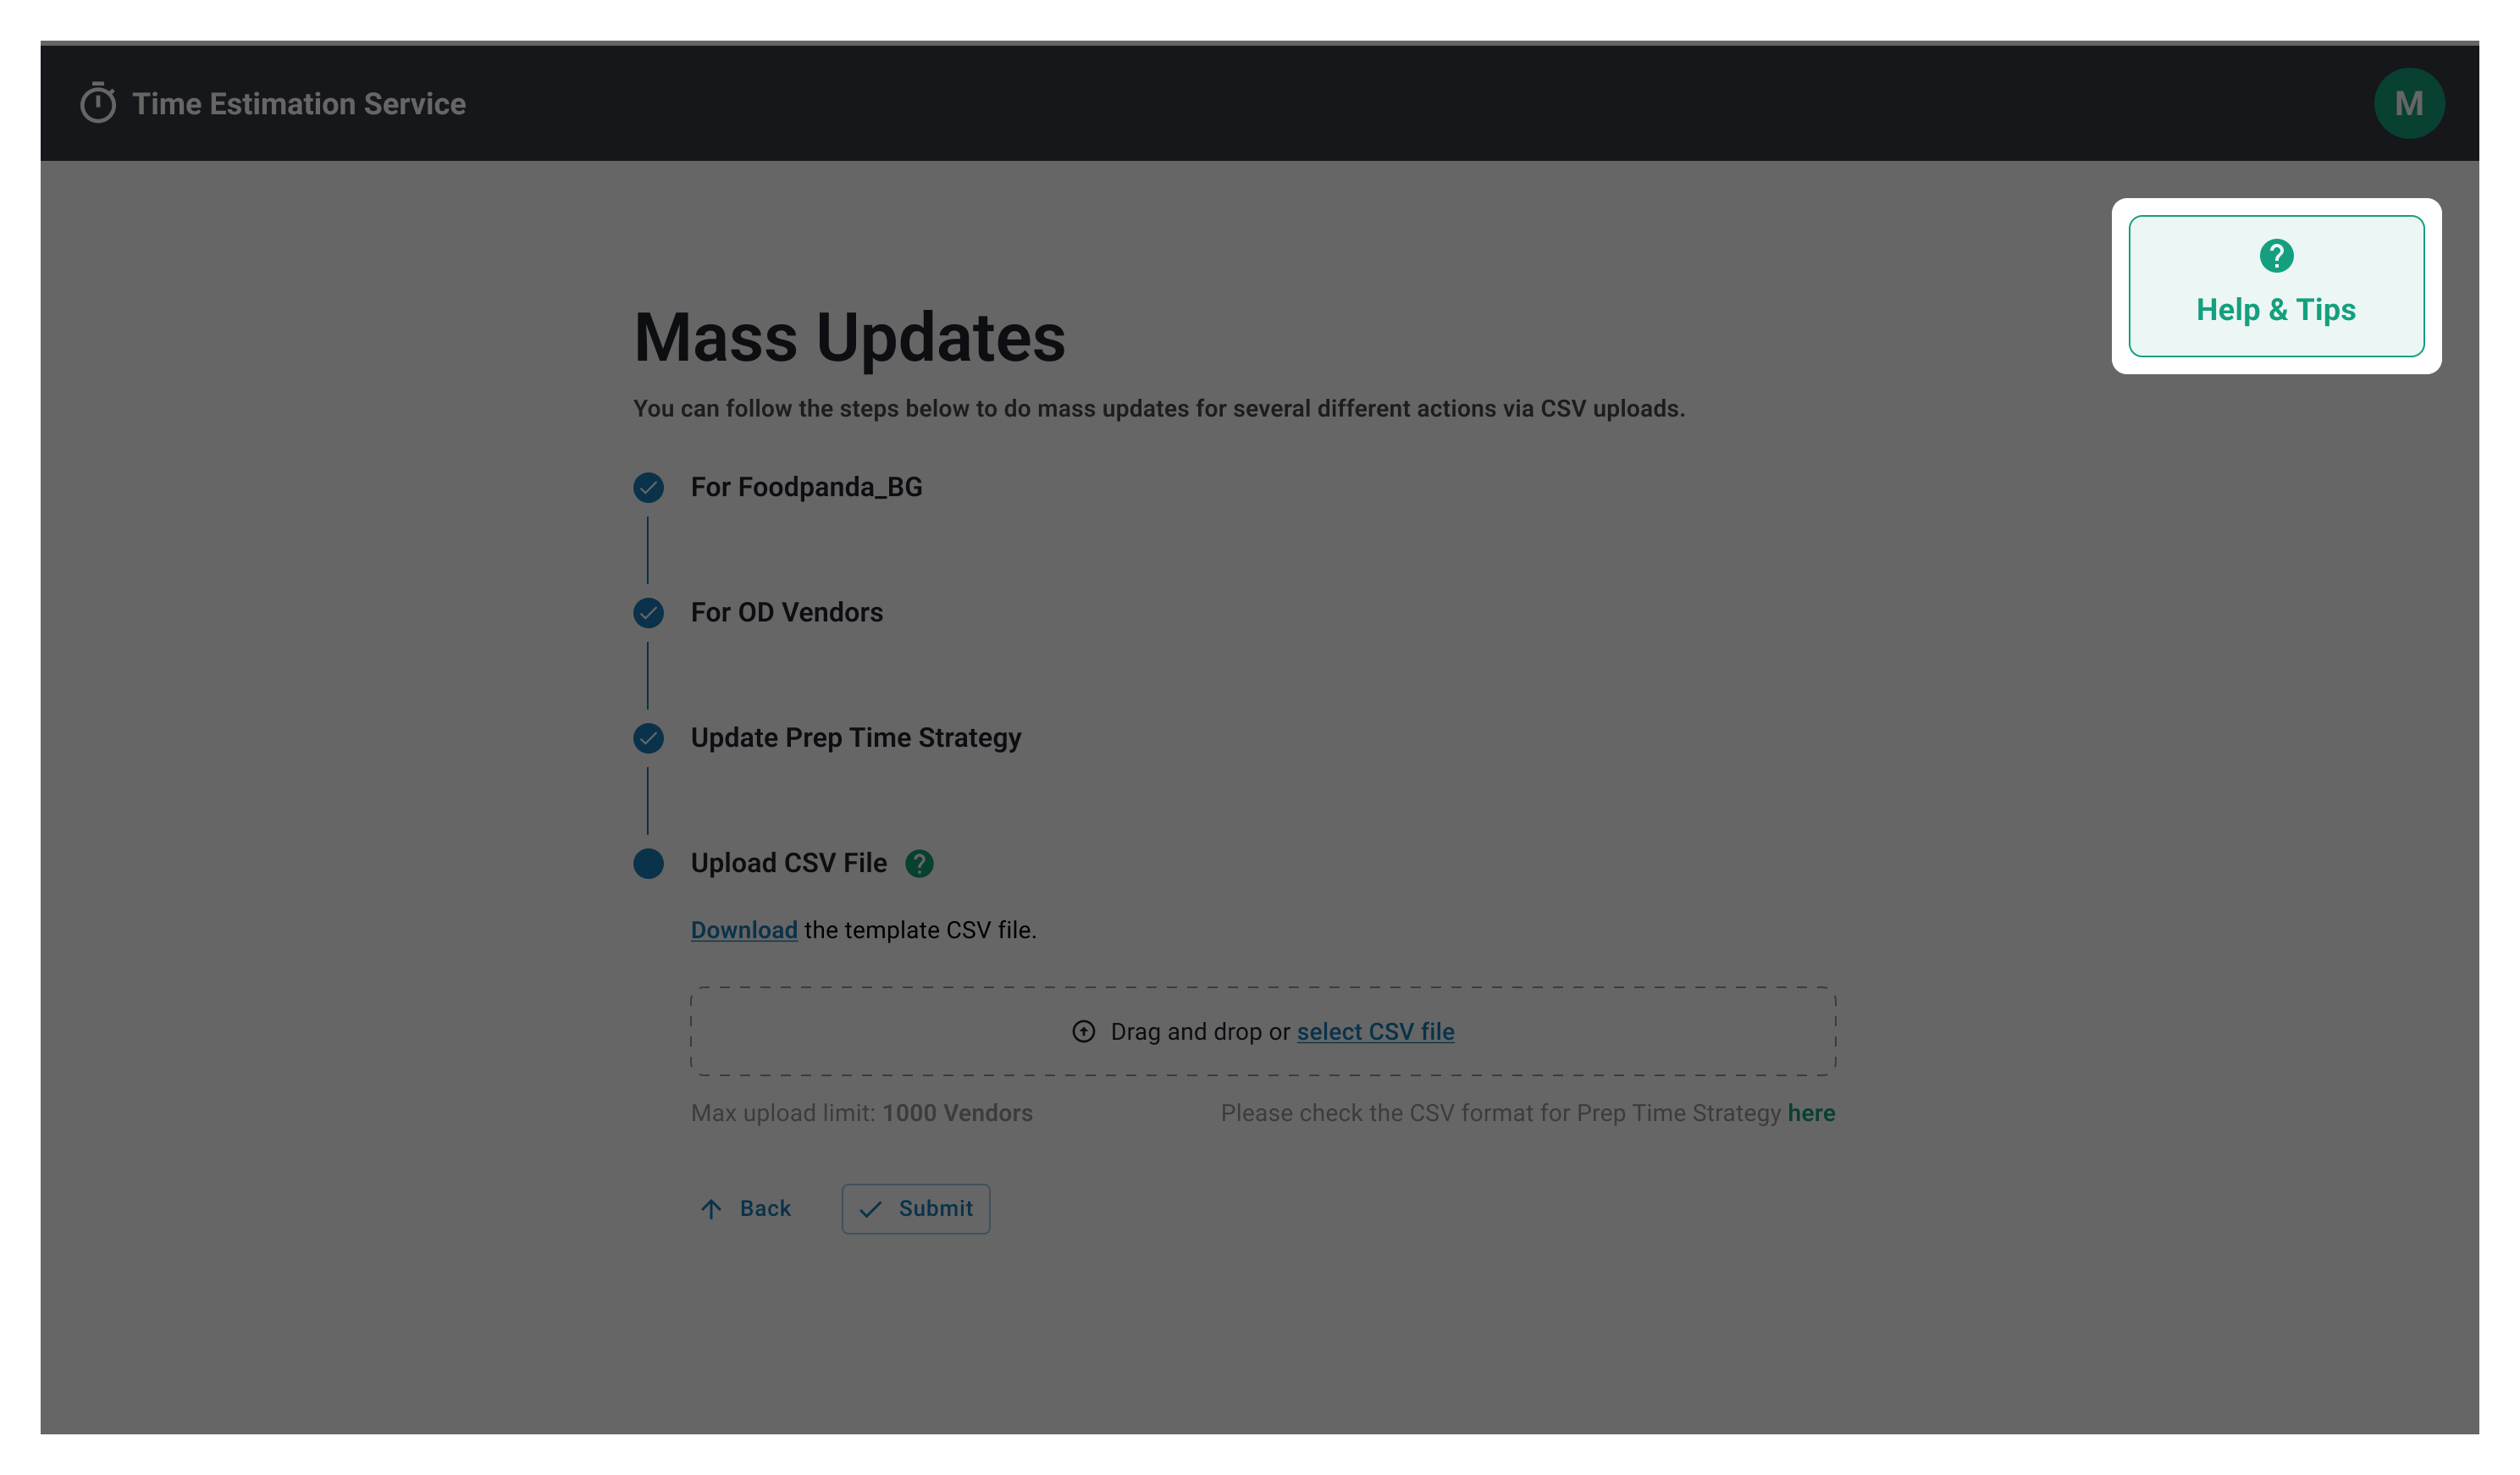 Time Estimation Service
M
Help & Tips
Mass Updates
You can follow the steps below to do mass updates for several different actions via CSV uploads.
For Foodpanda_BG
For OD Vendors
Update Prep Time Strategy
Upload CSV File
Download the template CSV file.
Drag and drop or select CSV file
Max upload limit: 1000 Vendors
Please check the CSV format for Prep Time Strategy here
Back
Submit